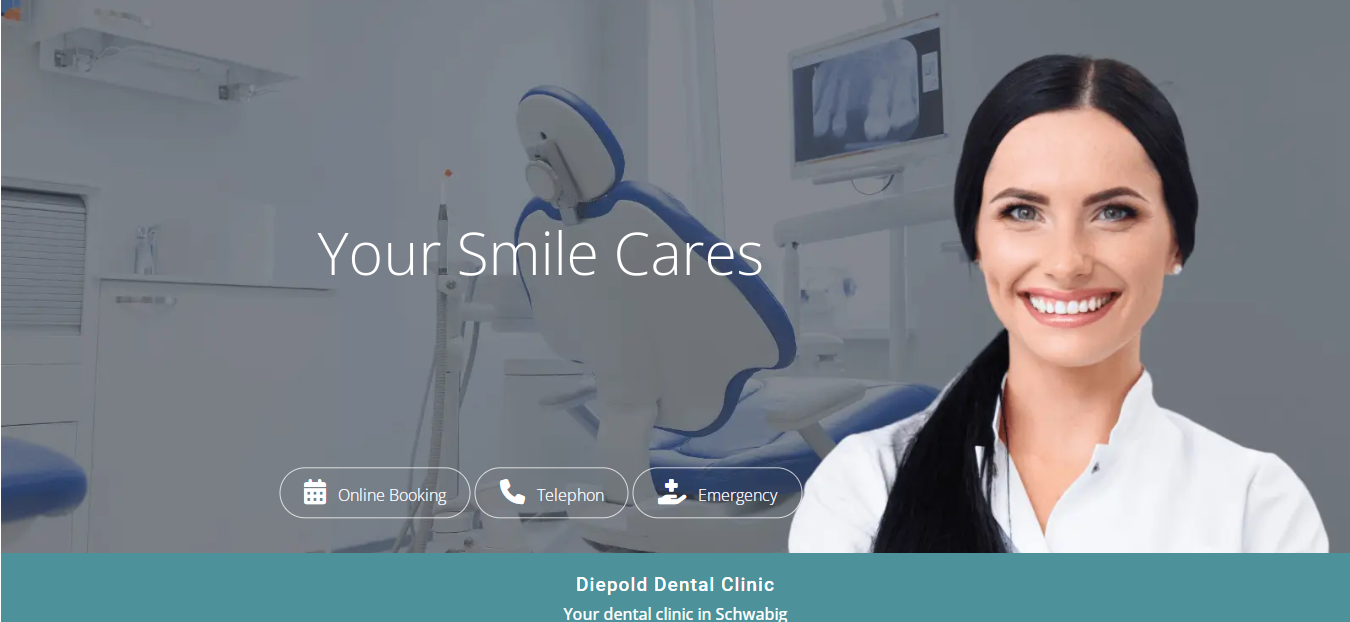 Your Smile Cares
Online Booking
Telephon
Emergency
Diepold Dental Clinic
Your dental clinic in Schwabig